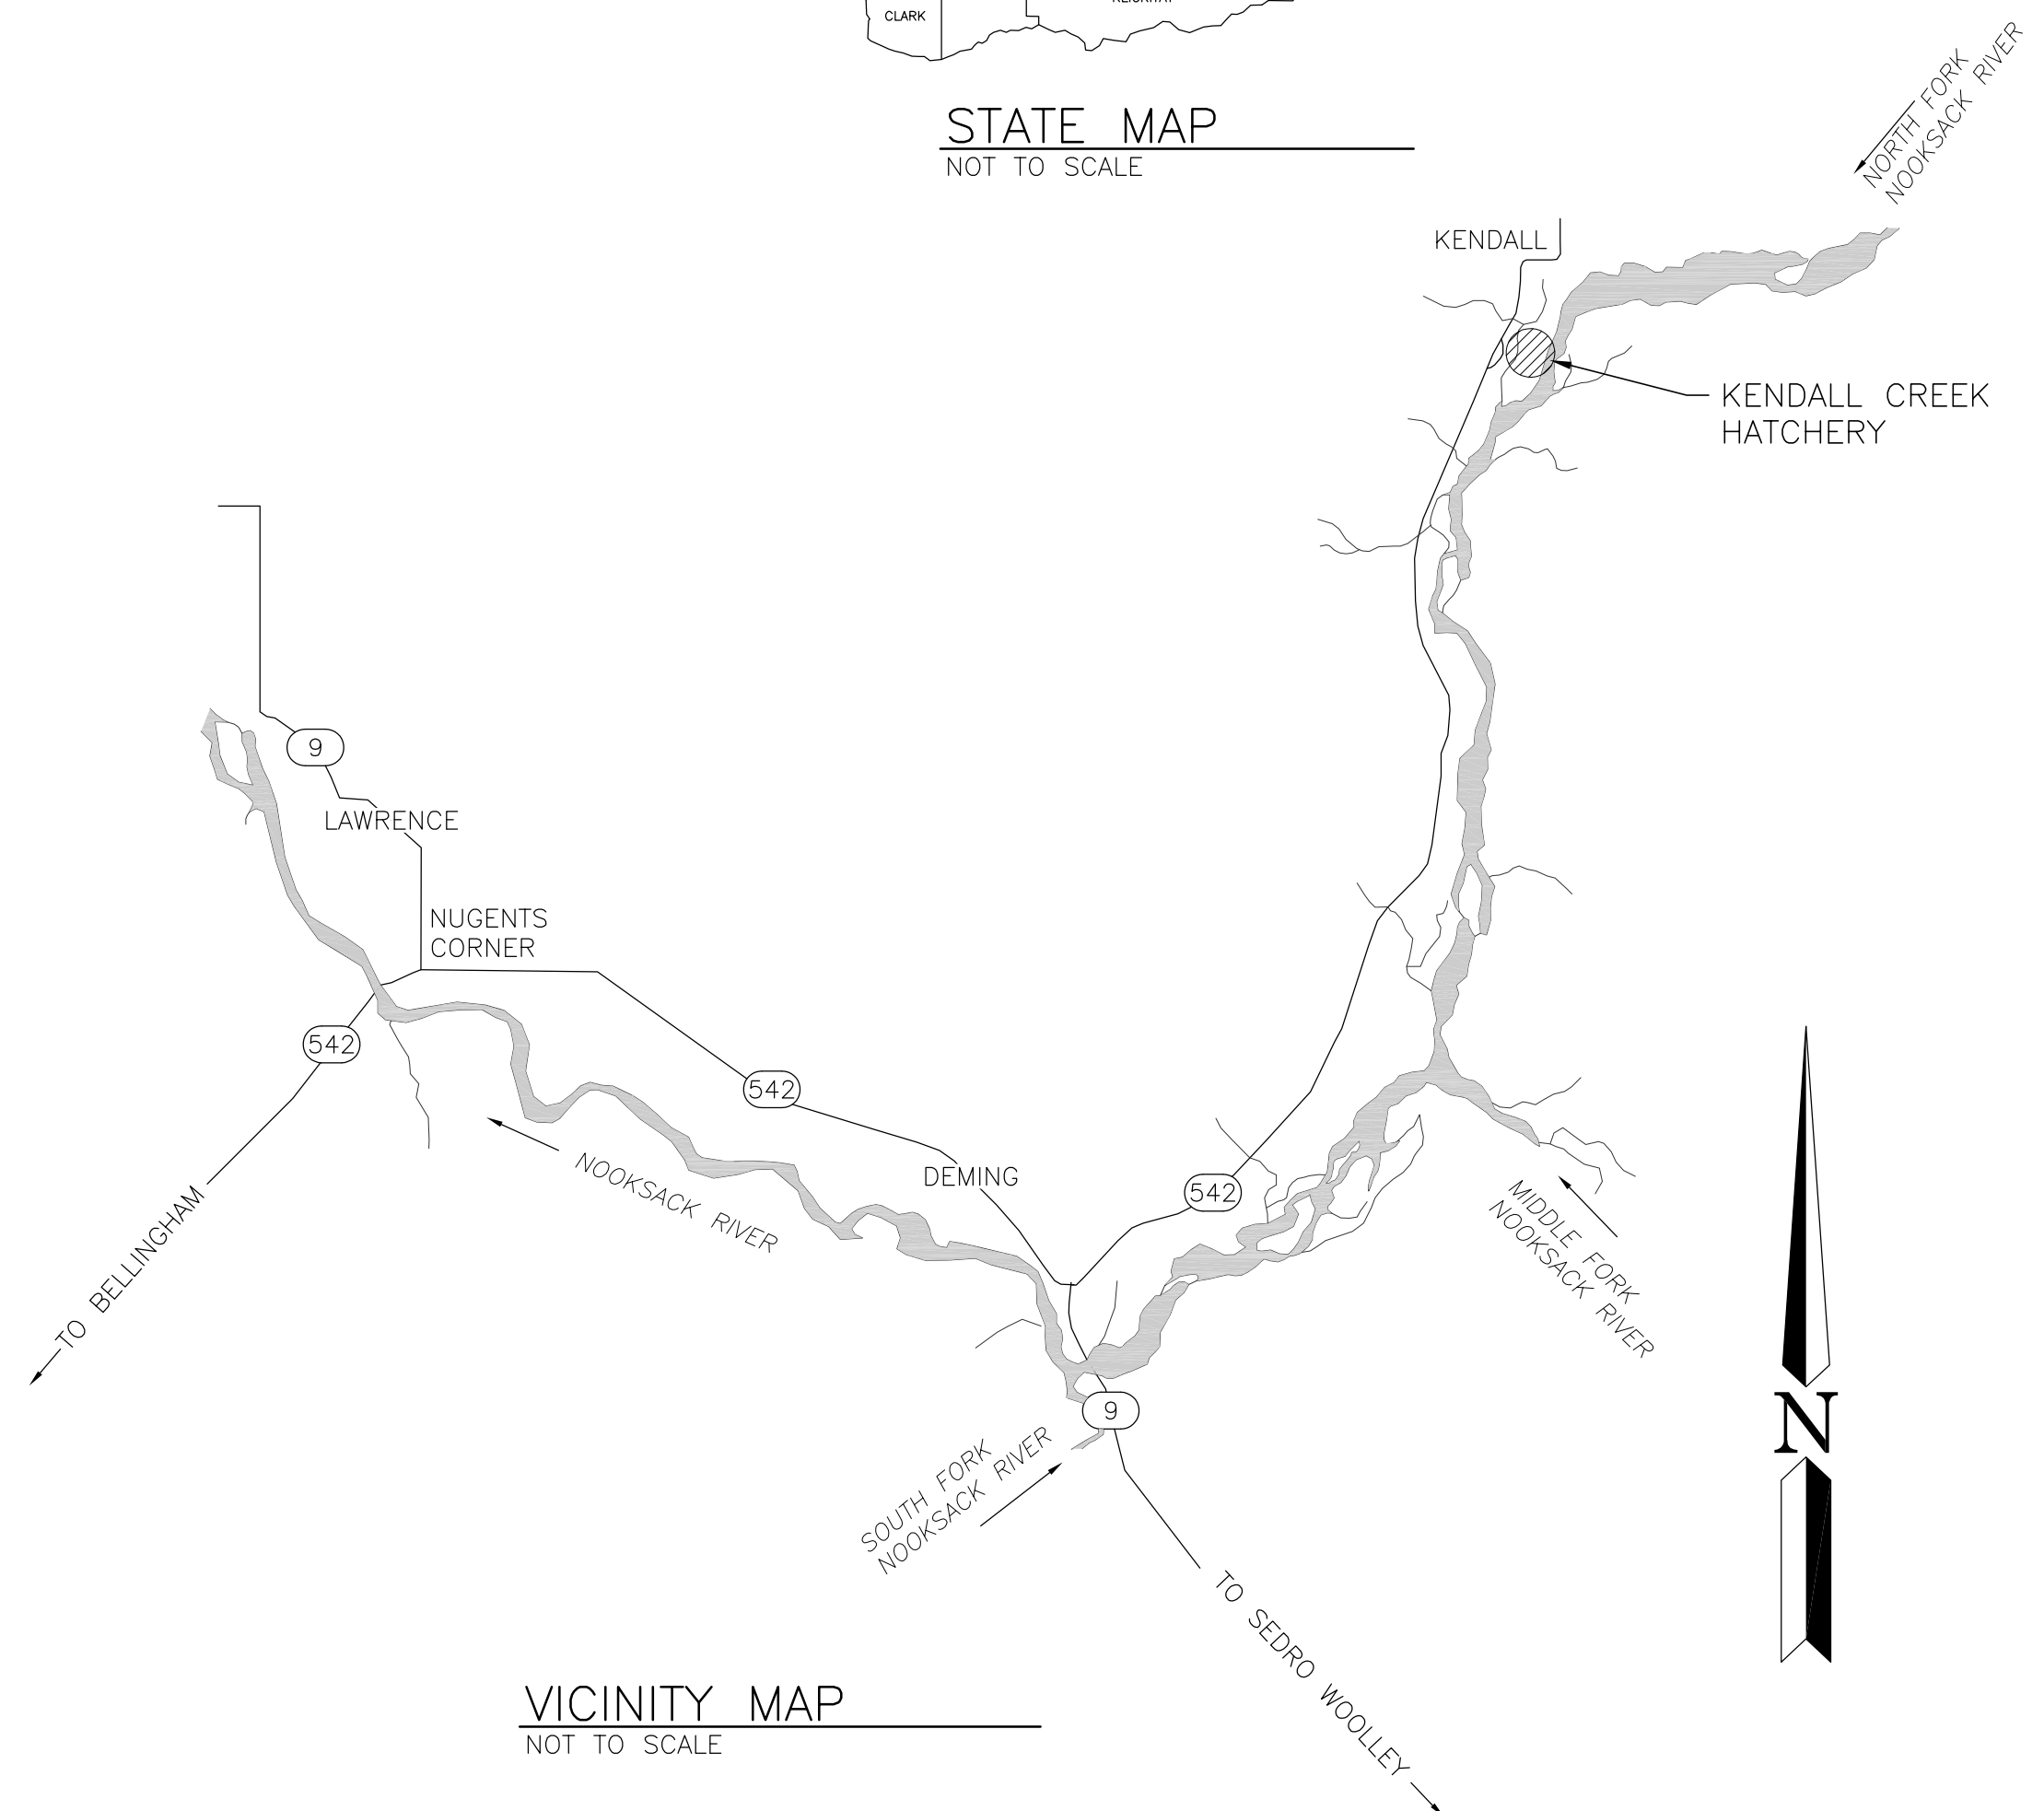 CLARK
STATE MAP
NOT TO SCALE
NORTH FORK
NOOKSACK RIVER
KENDALL
KENDALL CREEK
HATCHERY
9
LAWRENCE
NUGENTS
CORNER
542
542
DEMING
542
NOOKSACK RIVER
MIDDLE FORK
NOOKSACK RIVER
TO BELLINGHAM
9
SOUTH FORK
NOOKSACK RIVER
N
TO SEDRO WOOLLEY
VICINITY MAP
NOT TO SCALE